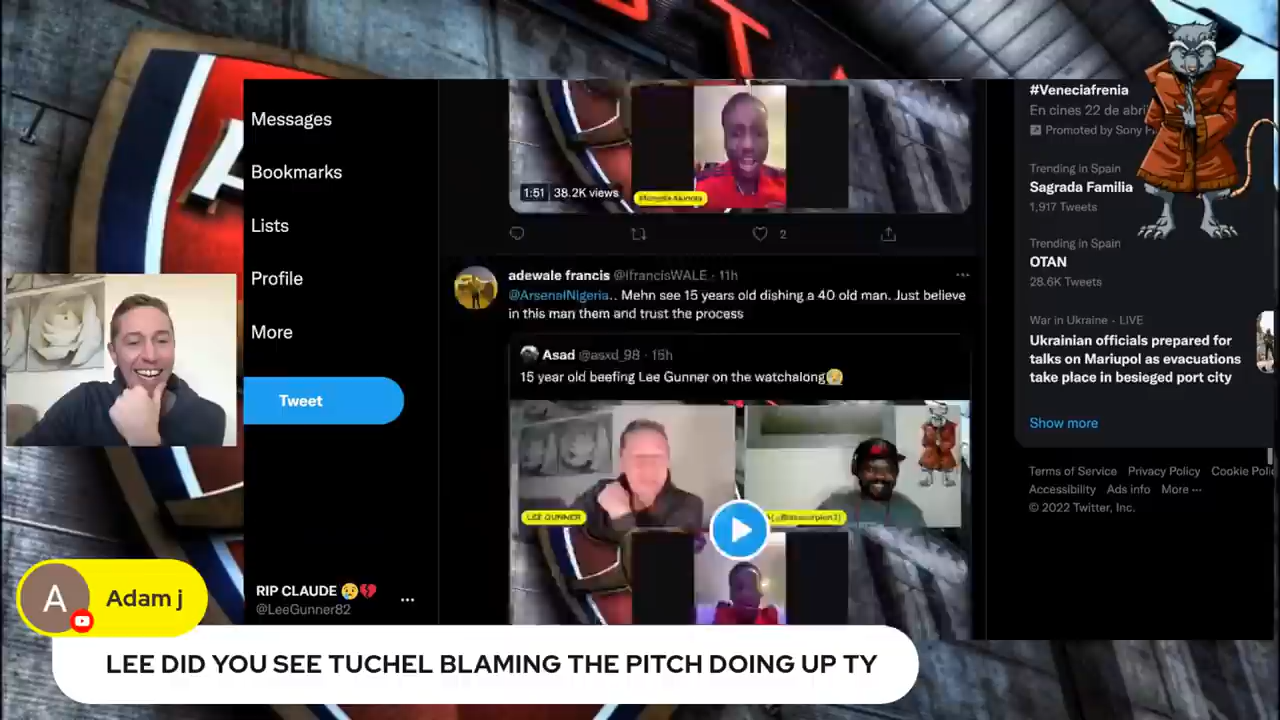 Messages
Bookmarks
Lists
Profile
More
Tweet
RIP CLAUDE 😢💔
@LeeGunner82
1:51 38.2K views
2
adewale francis @IfrancisWALE · 11h
@ArsenalNigeria.. Mehn see 15 years old dishing a 40 old man. Just believe
in this man them and trust the process
Asad @asxd_98 · 15h
15 year old beefing Lee Gunner on the watchalong😢
LEE GUNNER
#Veneciafrenia
En cines 22 de abri
Promoted by Sony
Trending in Spain
Sagrada Familia
1,917 Tweets
Trending in Spain
OTAN
28.6K Tweets
War in Ukraine · LIVE
Ukrainian officials prepared for
talks on Mariupol as evacuations
take place in besieged port city
Show more
Terms of Service Privacy Policy Cookie
Accessibility Ads info More ···
© 2022 Twitter, Inc.
A Adam j
LEE DID YOU SEE TUCHEL BLAMING THE PITCH DOING UP TY